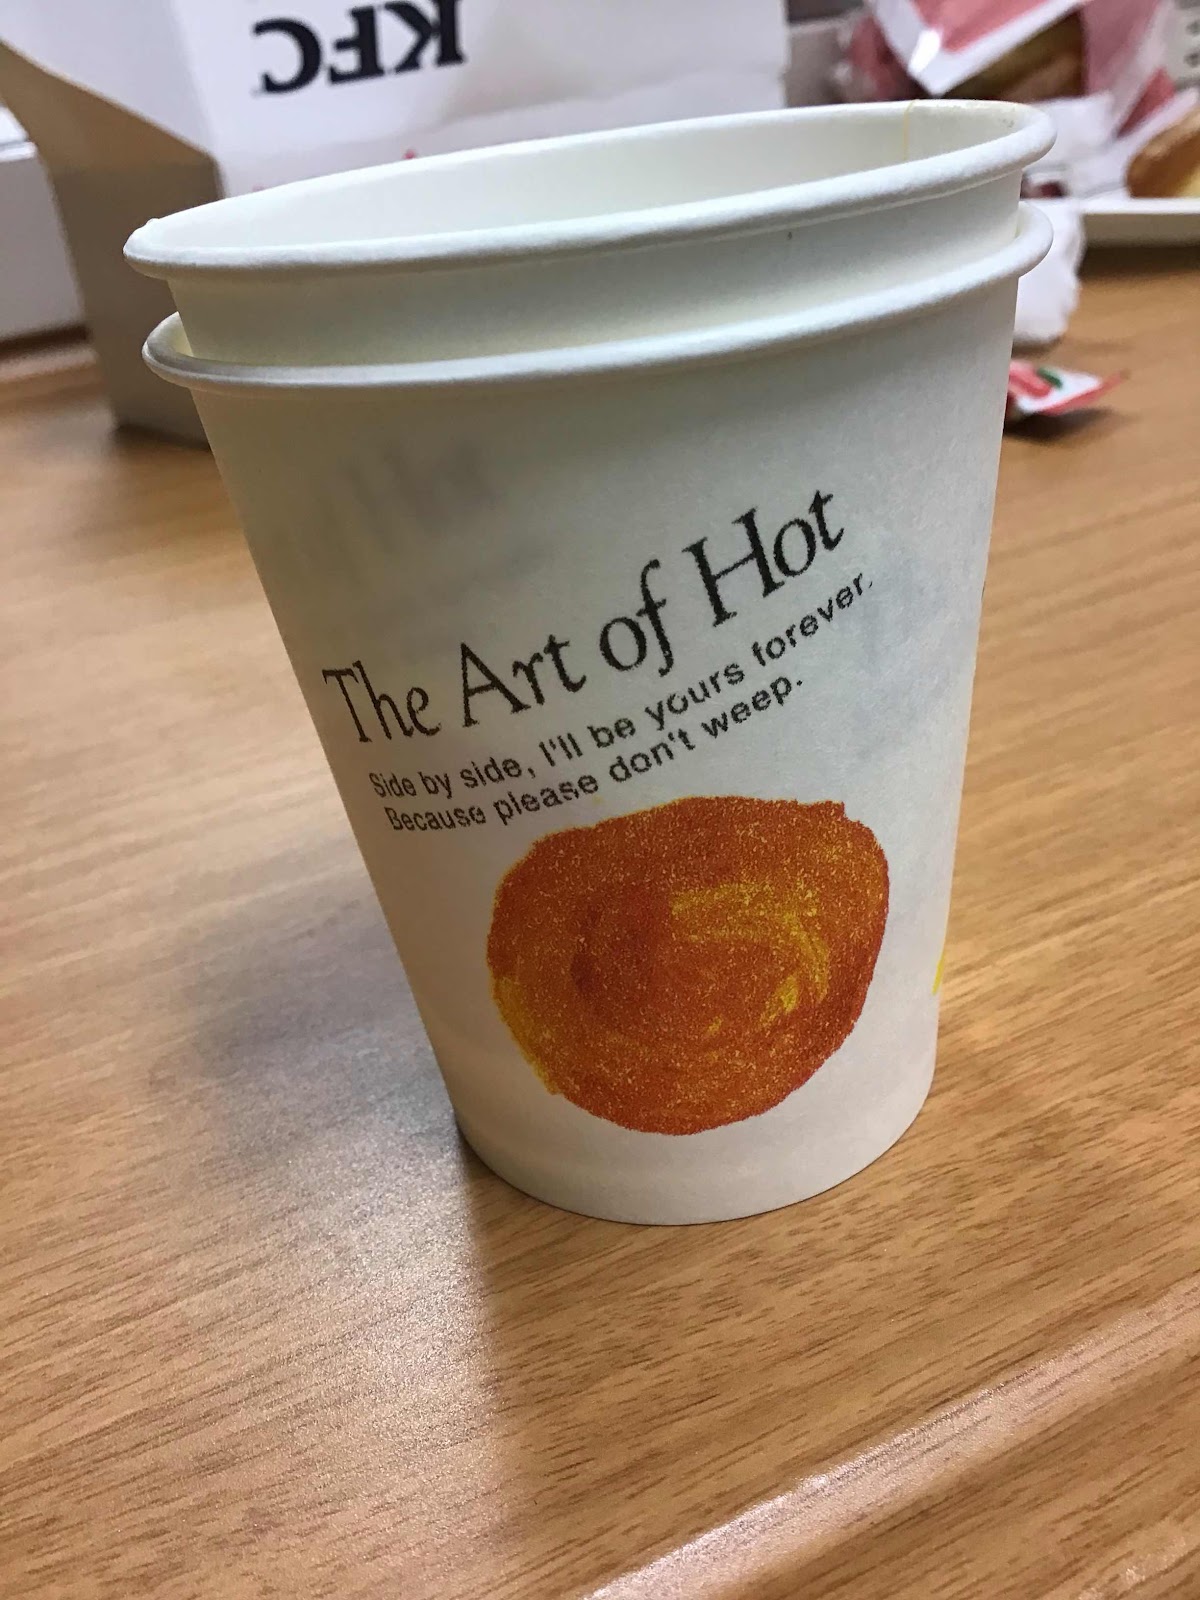 KFC
The Art of Hot
Side by side, I'll be yours forever.
Because please don't weep.